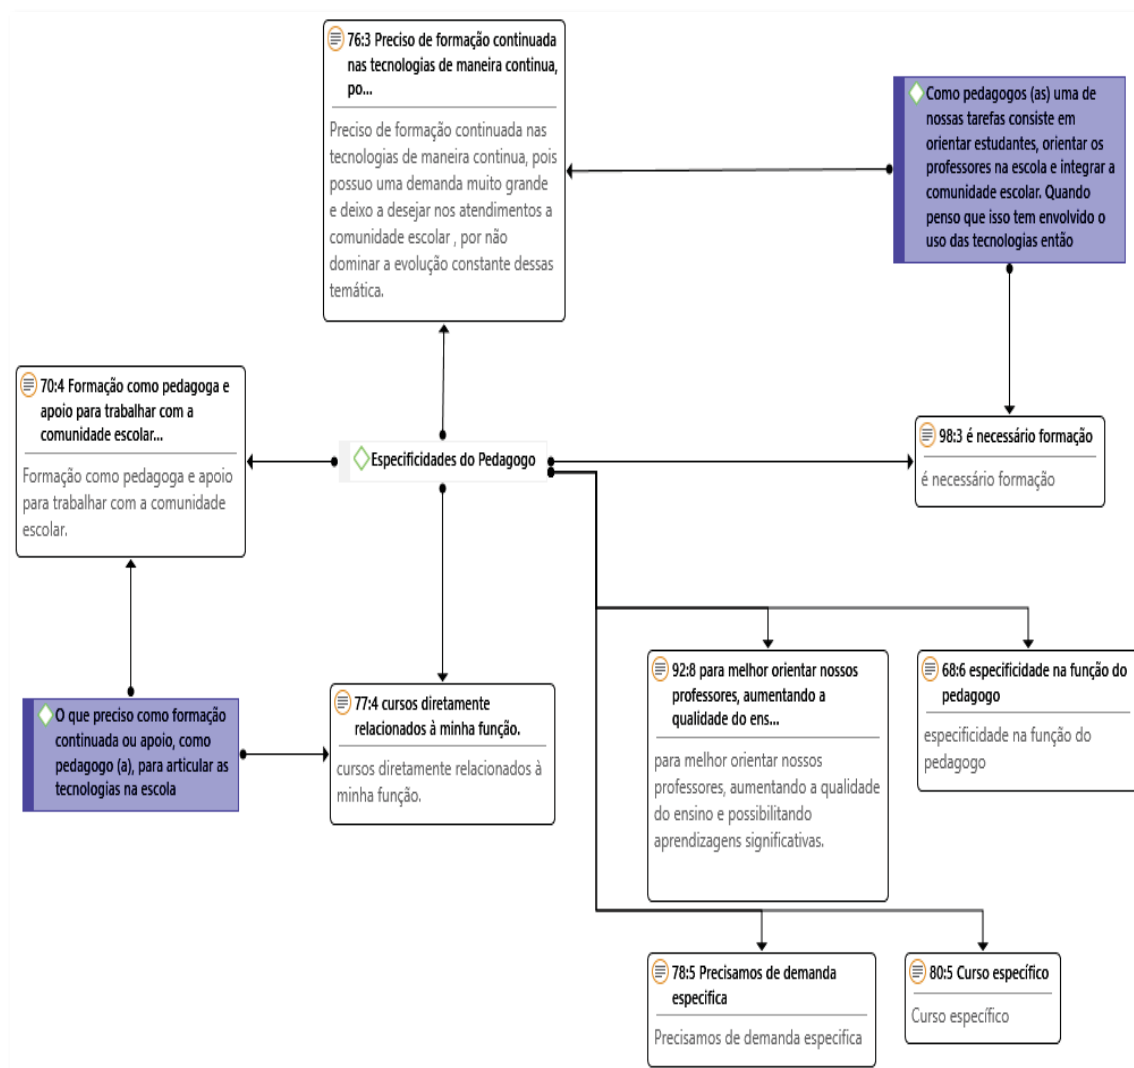 76:3 Preciso de formação continuada
nas tecnologias de maneira continua,
po...
Preciso de formação continuada nas
tecnologias de maneira continua, pois
possuo uma demanda muito grande
e deixo a desejar nos atendimentos a
comunidade escolar , por não
dominar a evolução constante dessas
temática.
Como pedagogos (as) uma de
nossas tarefas consiste em
orientar estudantes, orientar os
professores na escola e integrar a
comunidade escolar. Quando
penso que isso tem envolvido o
uso das tecnologias então
70:4 Formação como pedagoga e
apoio para trabalhar com a
comunidade escolar...
Formação como pedagoga e apoio
para trabalhar com a comunidade
escolar.
Especificidades do Pedagogo
98:3 é necessário formação
é necessário formação
O que preciso como formação
continuada ou apoio, como
pedagogo (a), para articular as
tecnologias na escola
77:4 cursos diretamente
relacionados à minha função.
cursos diretamente relacionados à
minha função.
92:8 para melhor orientar nossos
professores, aumentando a
qualidade do ens...
para melhor orientar nossos
professores, aumentando a qualidade
do ensino e possibilitando
aprendizagens significativas.
68:6 especificidade na função do
pedagogo
especificidade na função do
pedagogo
78:5 Precisamos de demanda
especifica
Precisamos de demanda especifica
80:5 Curso específico
Curso específico